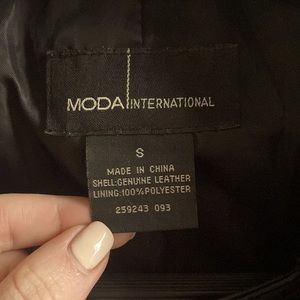 MODA INTERNATIONAL
S
MADE IN CHINA
SHELL:GENUINE LEATHER
LINING:100%POLYESTER
259243 093